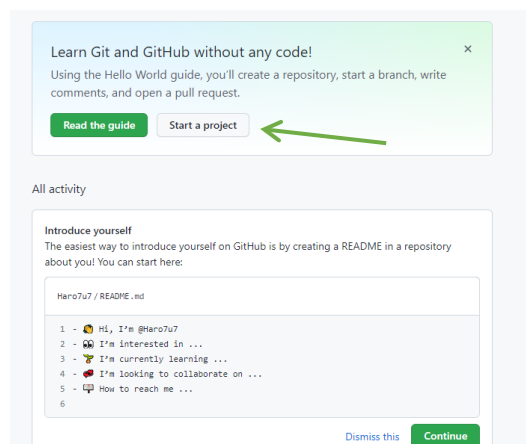 Learn Git and GitHub without any code!
Using the Hello World guide, you'll create a repository, start a branch, write
comments, and open a pull request.
Read the guide
Start a project
All activity
Introduce yourself
The easiest way to introduce yourself on GitHub is by creating a README in a repository
about you! You can start here:
Haro7u7 / README.md
1 - 👋 Hi, I'm @Haro7u7
2 - 👀 I'm interested in ...
3 - 🌱 I'm currently learning ...
4 - 💞️ I'm looking to collaborate on ...
5 - 📫 How to reach me ...
6
Dismiss this
Continue